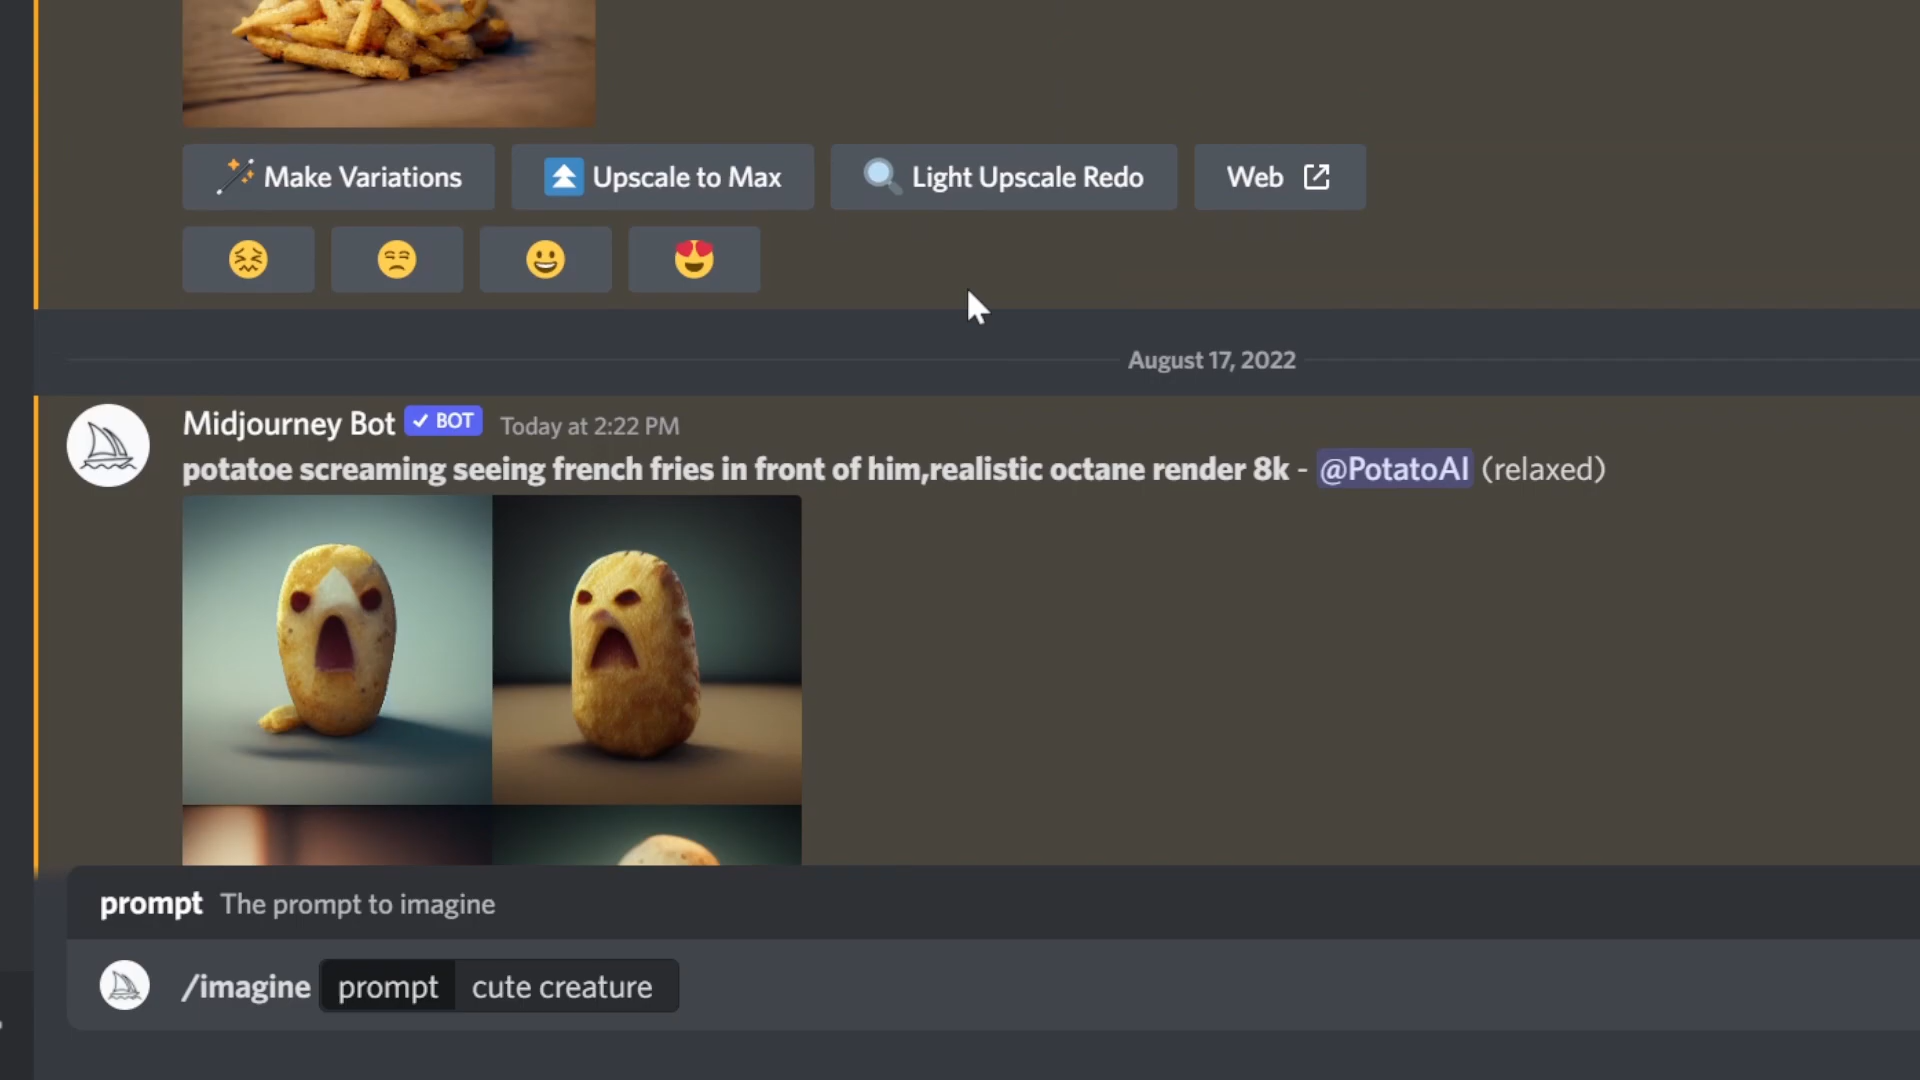 Make Variations Upscale to Max Light Upscale Redo Web
August 17, 2022
Midjourney Bot BOT Today at 2:22 PM
potatoe screaming seeing french fries in front of him,realistic octane render 8k - @PotatoAI (relaxed)
prompt The prompt to imagine
/imagine prompt cute creature